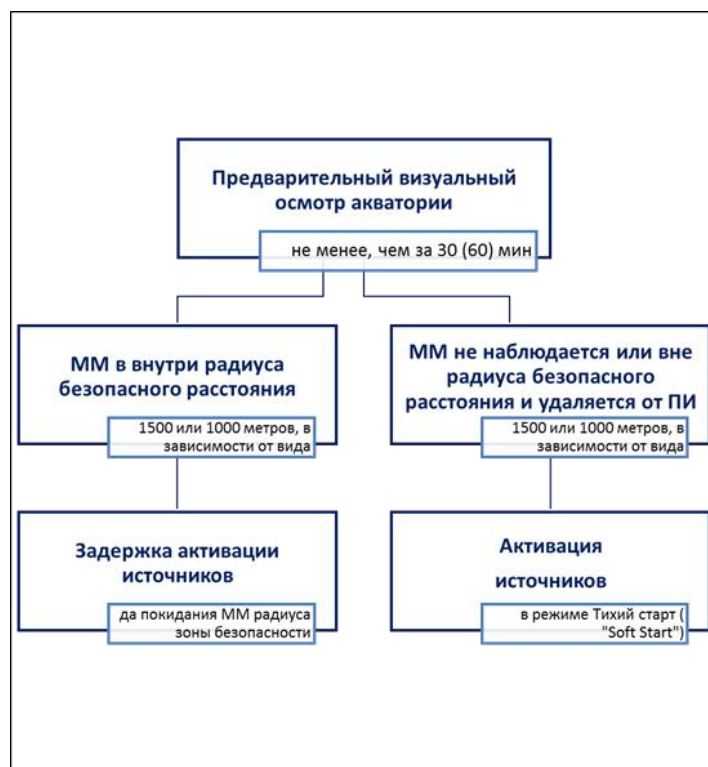 Предварительный визуальный
осмотр акватории
не менее, чем за 30 (60) мин
ММ в внутри радиуса
безопасного расстояния
1500 или 1000 метров, в
зависимости от вида
ММ не наблюдается или вне
радиуса безопасного
расстояния и удаляется от ПИ
1500 или 1000 метров, в
зависимости от вида
Задержка активации
источников
да покидания ММ радиуса
зоны безопасности
Активация
источников
в режиме Тихий старт (
"Soft Start")